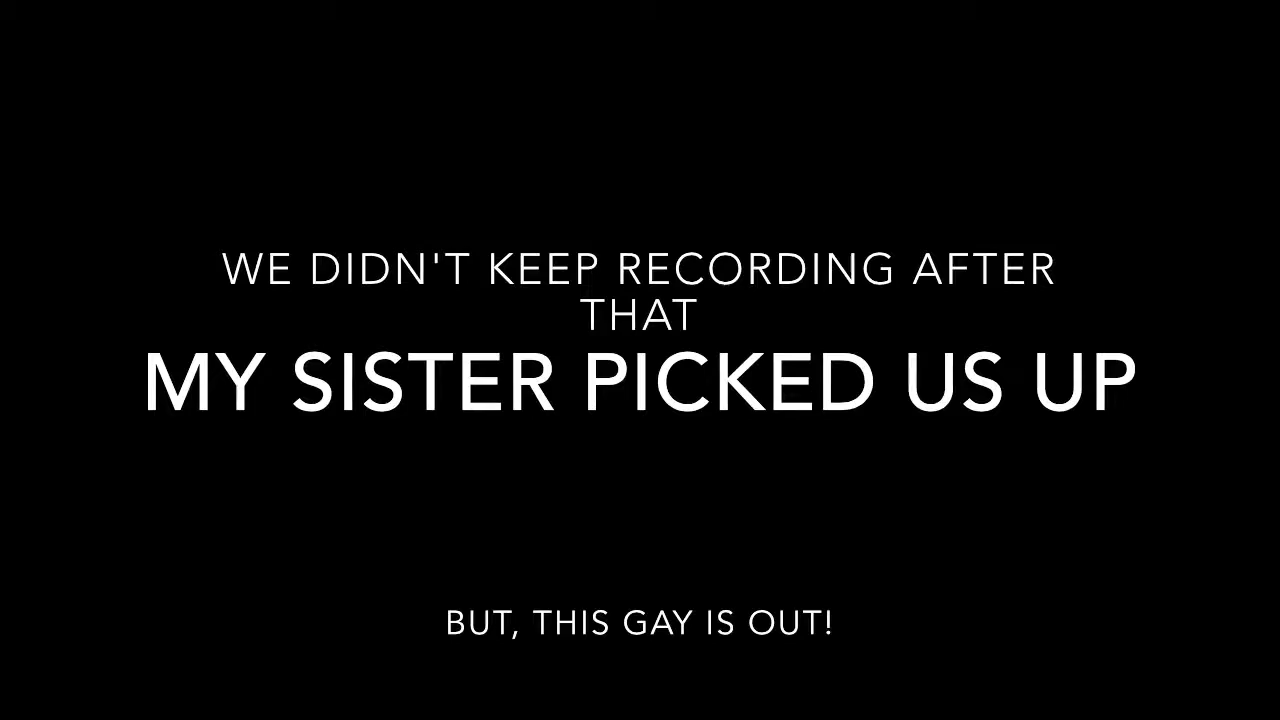 WE DIDN'T KEEP RECORDING AFTER
THAT
MY SISTER PICKED US UP
BUT, THIS GAY IS OUT!